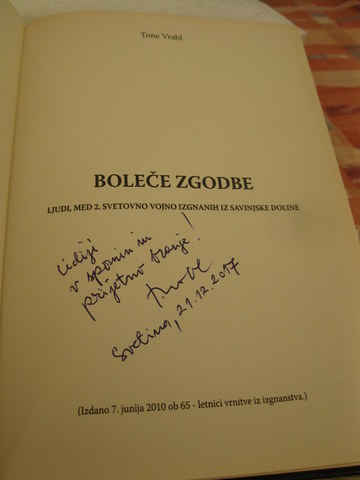 Tone Vrabl
BOLEČE ZGODBE
LJUDI, MED 2. SVETOVNO VOJNO IZGNANIH IZ SAVINJSKE DOLINE
Lidiji
v spomin in
prijetno branje!
Svetina, 21.12.2017
(Izdano 7. junija 2010 ob 65 - letnici vrnitve iz izgnanstva.)